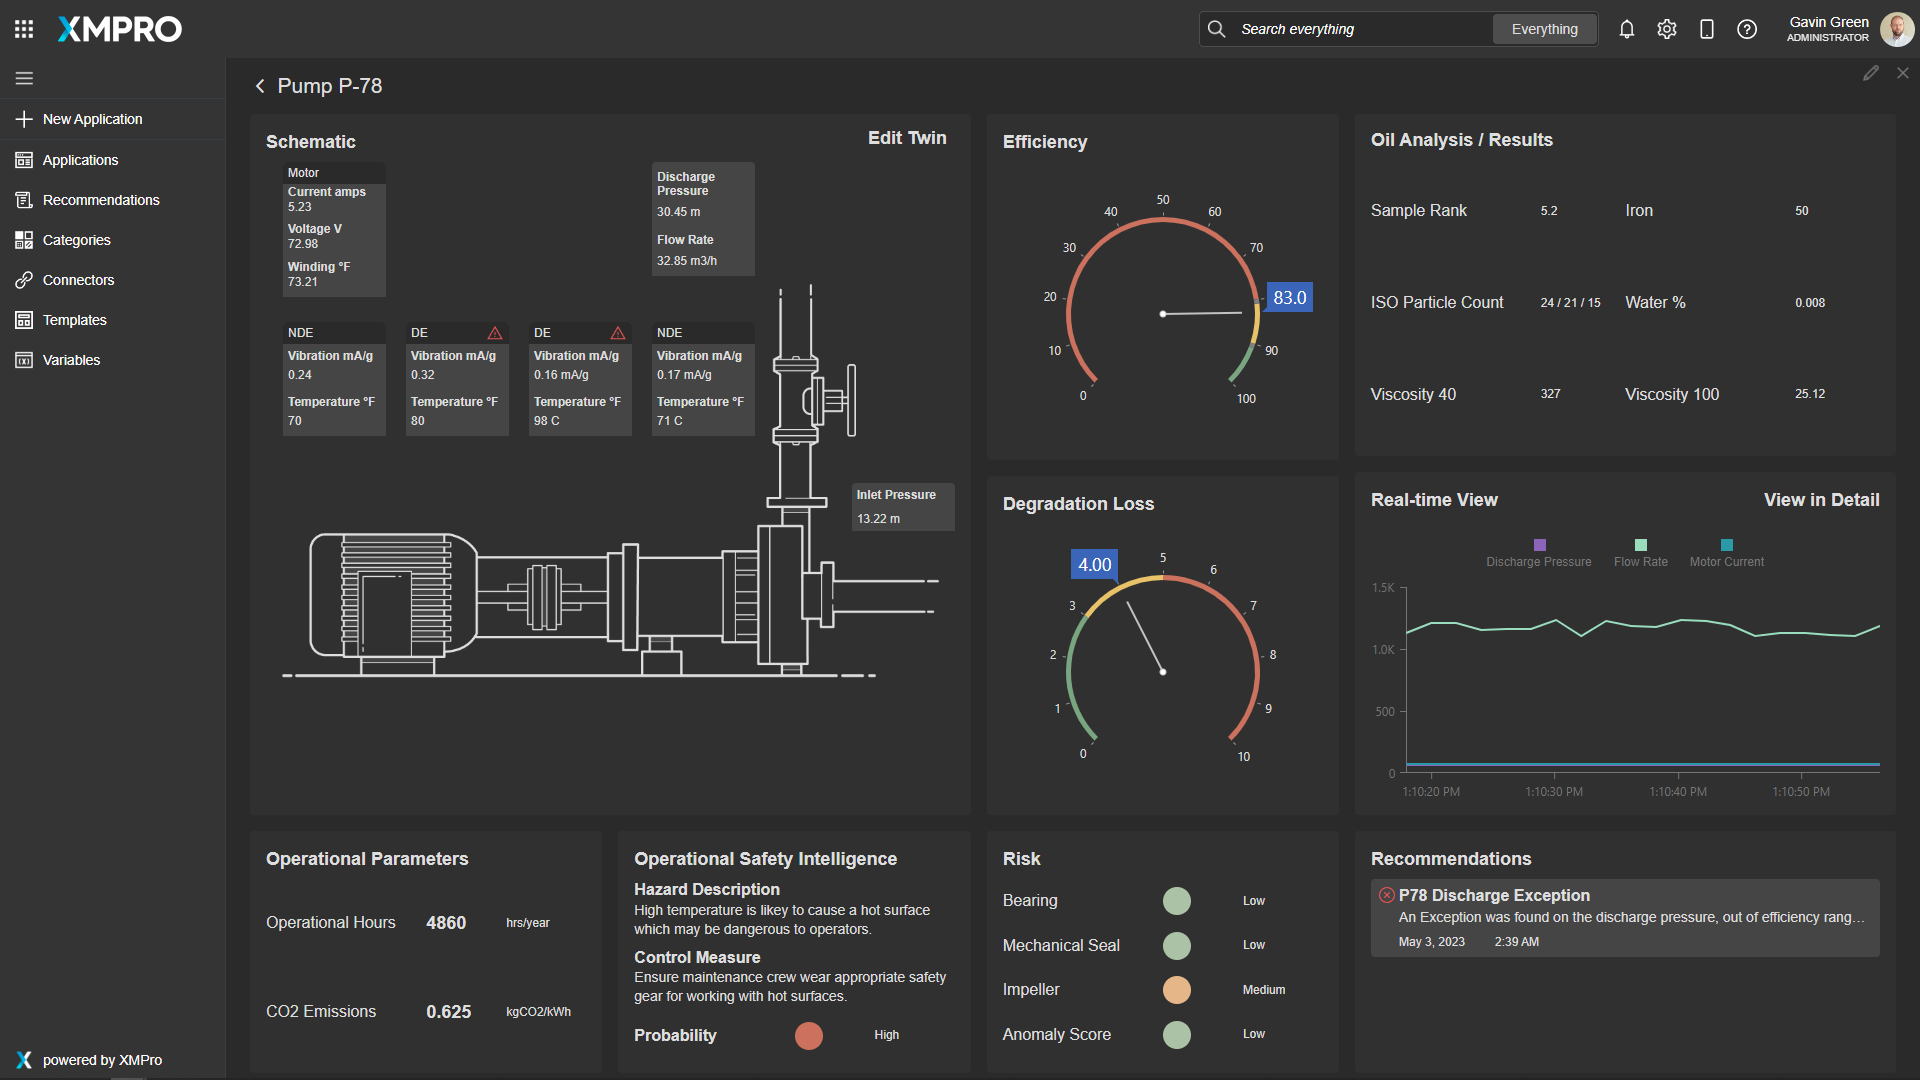 XMPRO
Search everything
Everything
Gavin Green
ADMINISTRATOR
New Application
Applications
Recommendations
Categories
Connectors
Templates
Variables
powered by XMPro
Pump P-78
Schematic
Edit Twin
Motor
Current amps
5.23
Voltage V
72.98
Winding °F
73.21
Discharge
Pressure
30.45 m
Flow Rate
32.85 m3/h
NDE
Vibration mA/g
0.24
Temperature °F
70
DE
Vibration mA/g
0.32
Temperature °F
80
DE
Vibration mA/g
0.16 mA/g
Temperature °F
98 C
NDE
Vibration mA/g
0.17 mA/g
Temperature °F
71 C
Inlet Pressure
13.22 m
Efficiency
0
10
20
30
40
50
60
70
83.0
90
100
Degradation Loss
0
1
2
3
4.00
5
6
7
8
9
10
Oil Analysis / Results
Sample Rank 5.2 Iron 50
ISO Particle Count 24 / 21 / 15 Water % 0.008
Viscosity 40 327 Viscosity 100 25.12
Real-time View
View in Detail
Discharge Pressure Flow Rate Motor Current
1.5K
1.0K
500
0
1:10:20 PM 1:10:30 PM 1:10:40 PM 1:10:50 PM
Operational Parameters
Operational Hours 4860 hrs/year
CO2 Emissions 0.625 kgCO2/kWh
Operational Safety Intelligence
Hazard Description
High temperature is likey to cause a hot surface
which may be dangerous to operators.
Control Measure
Ensure maintenance crew wear appropriate safety
gear for working with hot surfaces.
Probability High
Risk
Bearing Low
Mechanical Seal Low
Impeller Medium
Anomaly Score Low
Recommendations
P78 Discharge Exception
An Exception was found on the discharge pressure, out of efficiency rang...
May 3, 2023 2:39 AM